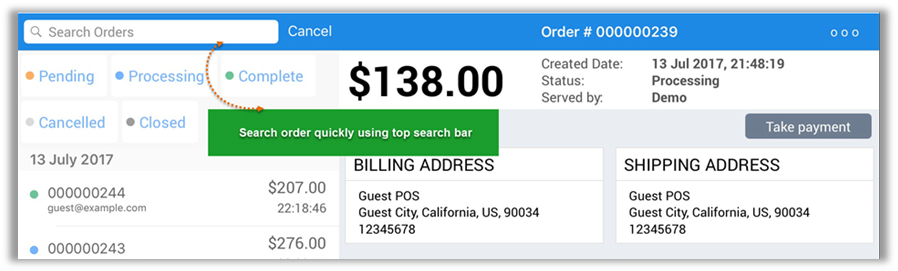 Search Orders
Cancel
Order # 000000239
Pending
Processing
Complete
Cancelled
Closed
Search order quickly using top search bar
13 July 2017
000000244
$207.00
guest@example.com
22:18:46
000000243
$276.00
$138.00
Created Date: 13 Jul 2017, 21:48:19
Status: Processing
Served by: Demo
Take payment
BILLING ADDRESS
Guest POS
Guest City, California, US, 90034
12345678
SHIPPING ADDRESS
Guest POS
Guest City, California, US, 90034
12345678